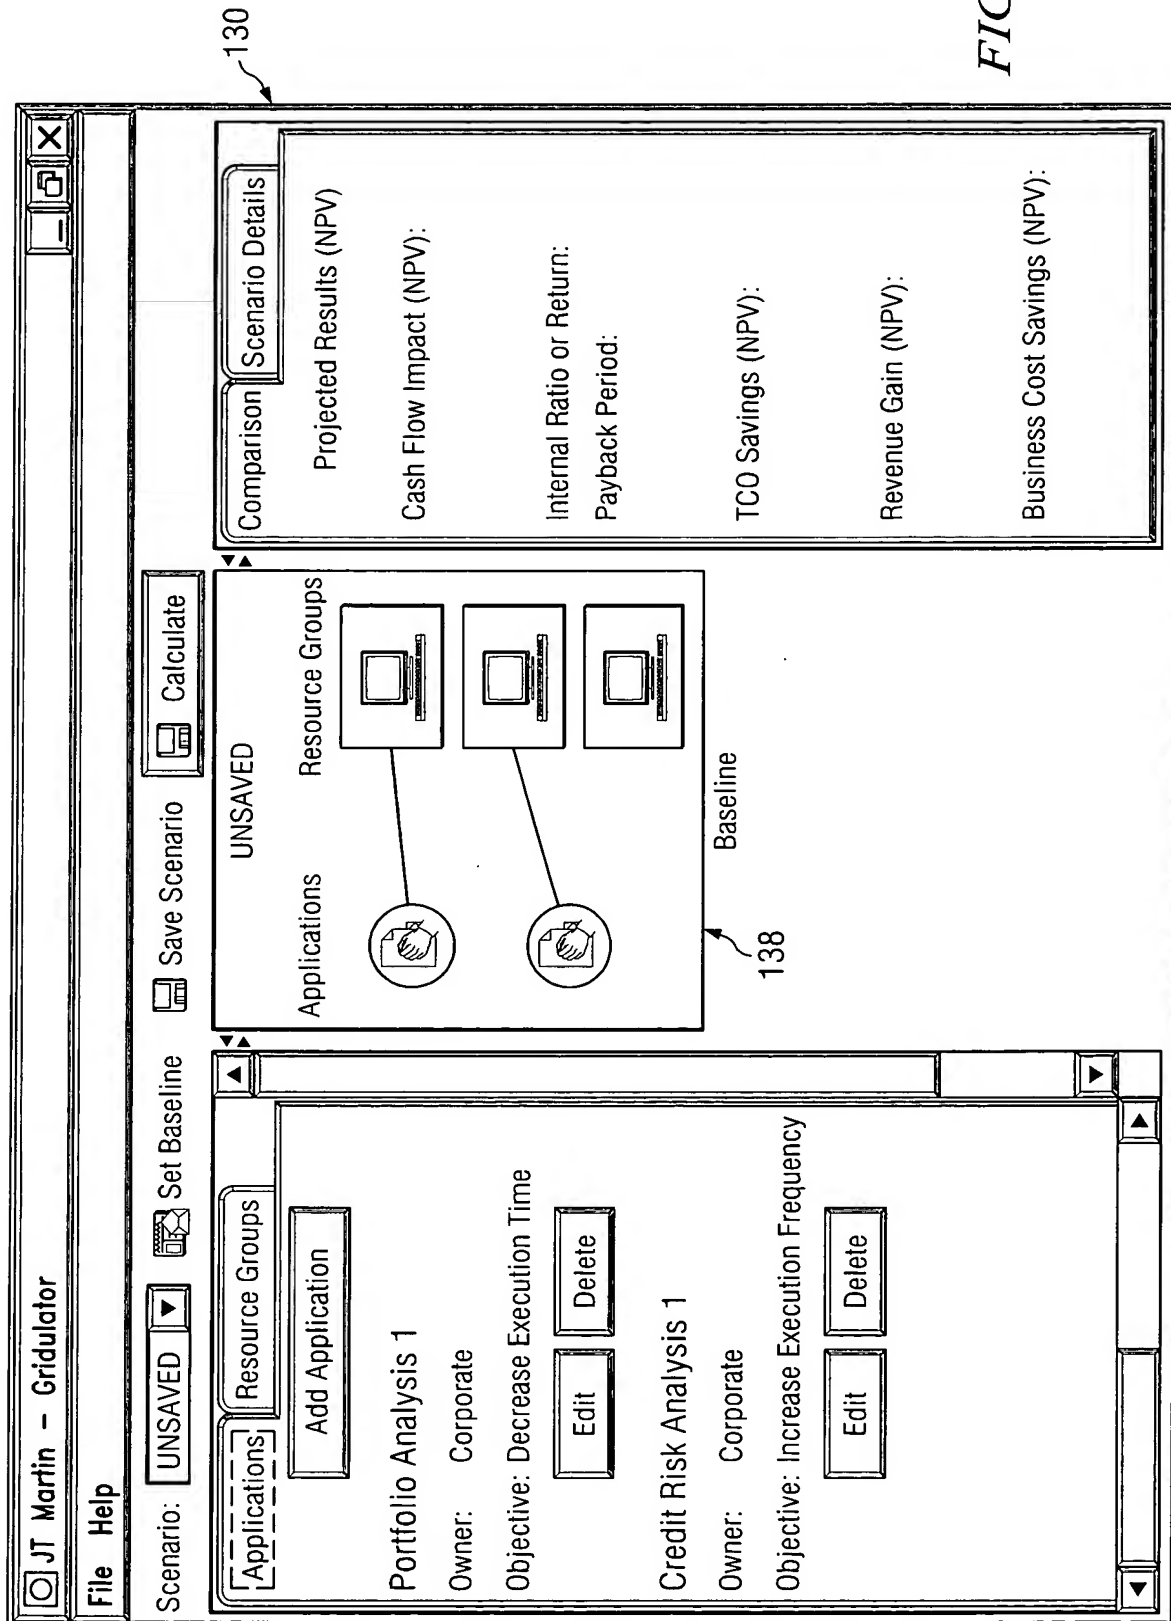 JT Martin – Gridulator
File Help
Scenario: UNSAVED Set Baseline Save Scenario Calculate
Applications Resource Groups
Add Application
Portfolio Analysis 1
Owner: Corporate
Objective: Decrease Execution Time
Edit Delete
Credit Risk Analysis 1
Owner: Corporate
Objective: Increase Execution Frequency
Edit Delete
UNSAVED
Applications Resource Groups
Baseline
138
Comparison Scenario Details
Projected Results (NPV)
Cash Flow Impact (NPV):
Internal Ratio or Return:
Payback Period:
TCO Savings (NPV):
Revenue Gain (NPV):
Business Cost Savings (NPV):
130
FIG